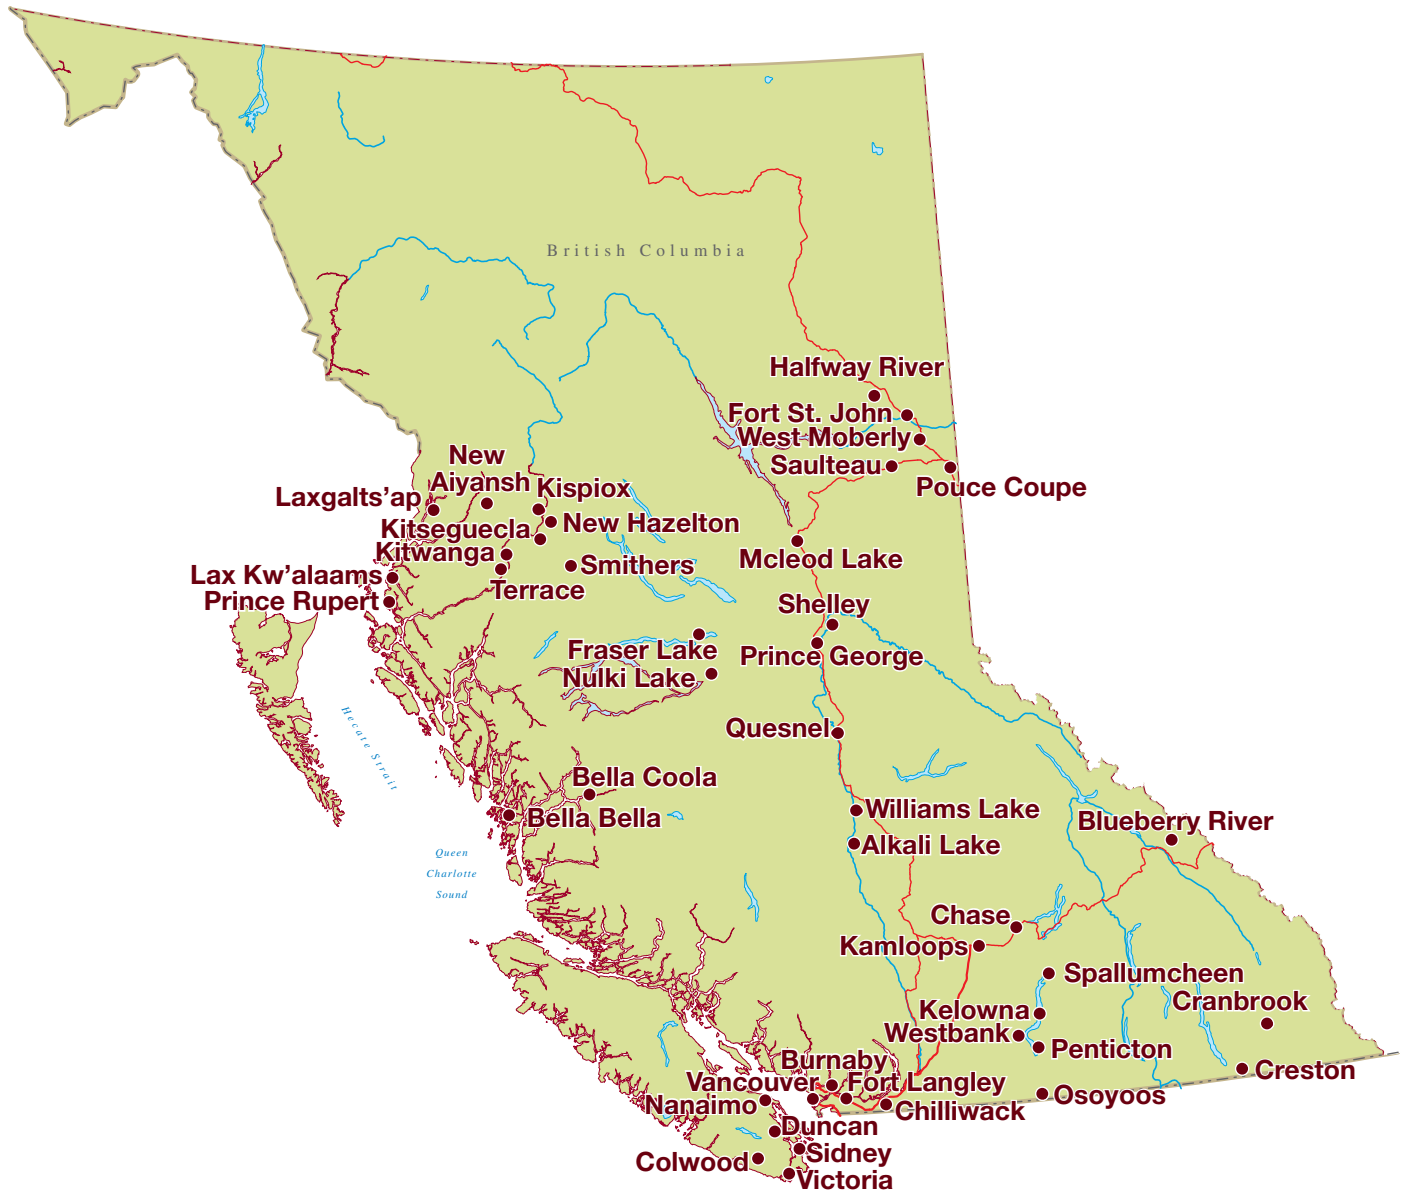 British Columbia
Halfway River
Fort St. John
West Moberly
Saulteau
Pouce Coupe
New
Aiyansh
Kispiox
Laxgalts’ap
New Hazelton
Kitseguecla
Kitwanga
Mcleod Lake
Smithers
Lax Kw’alaams
Terrace
Prince Rupert
Shelley
Fraser Lake
Prince George
Nulki Lake
Hecate Strait
Quesnel
Bella Coola
Williams Lake
Bella Bella
Blueberry River
Alkali Lake
Queen
Charlotte
Sound
Chase
Kamloops
Spallumcheen
Cranbrook
Kelowna
Westbank
Penticton
Burnaby
Creston
Vancouver
Fort Langley
Osoyoos
Nanaimo
Chilliwack
Duncan
Sidney
Colwood
Victoria